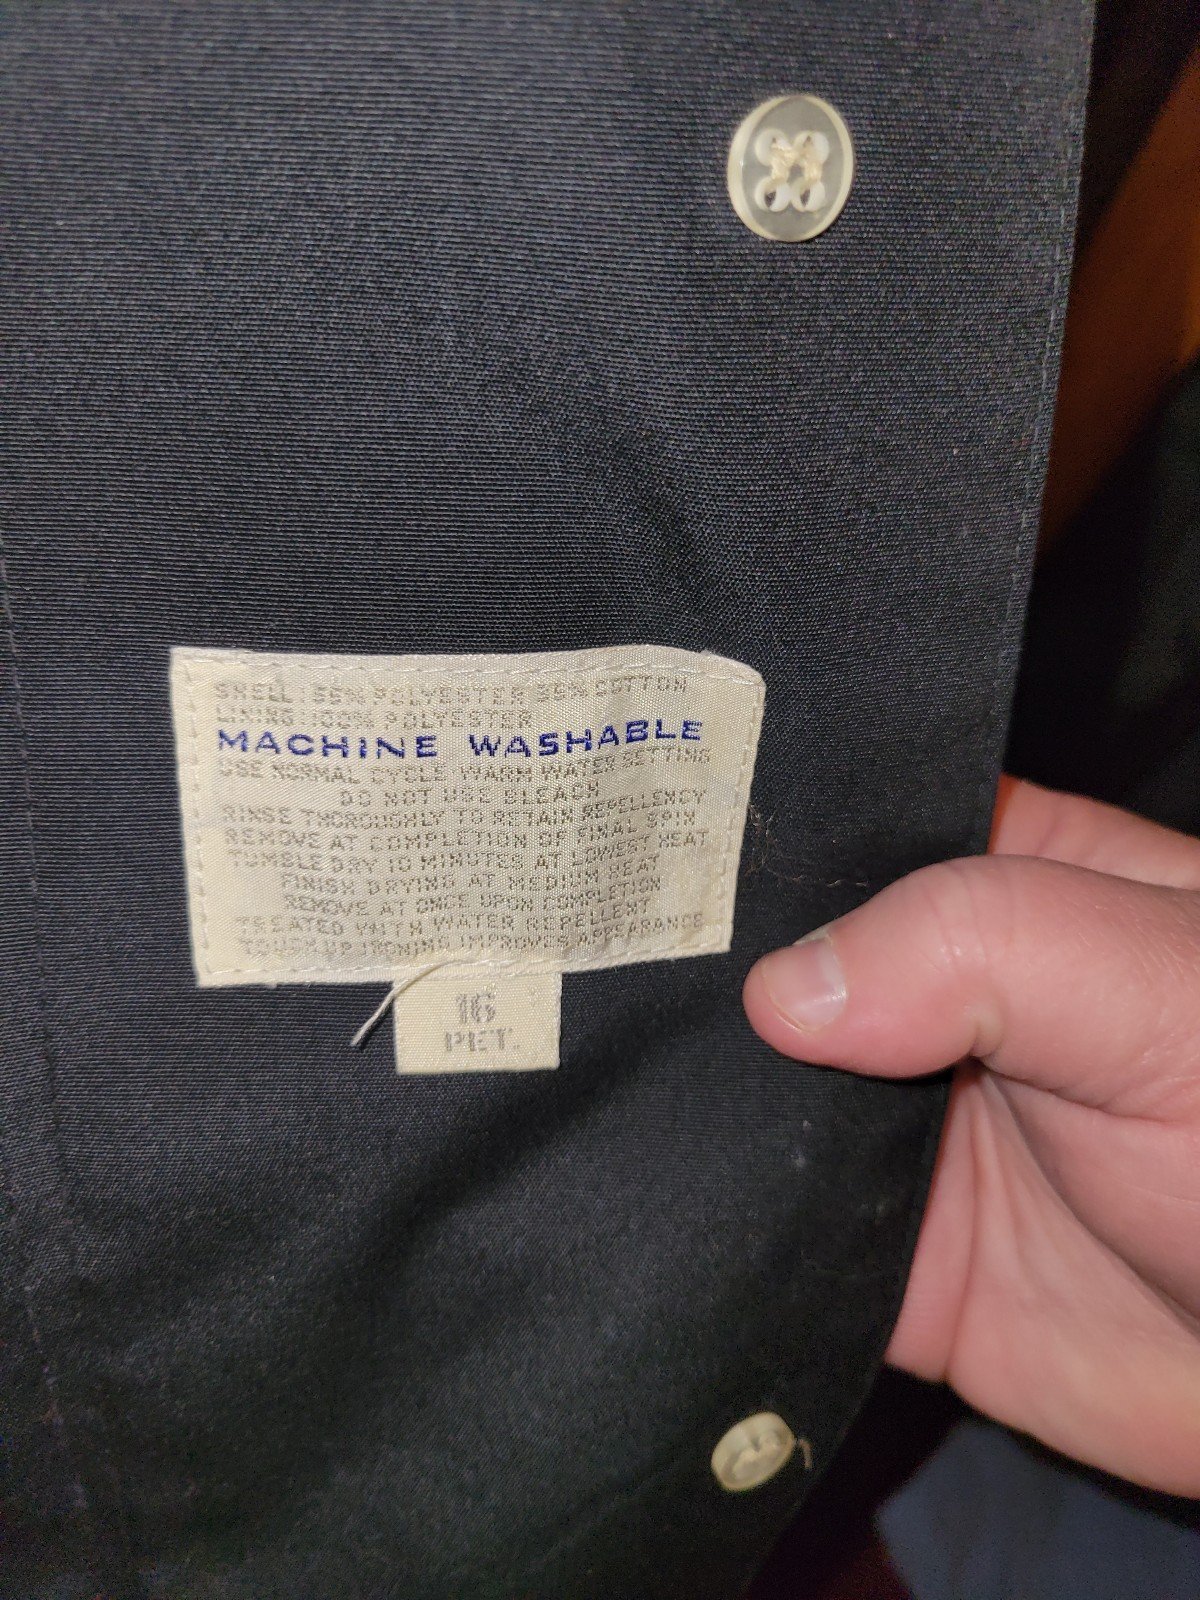 SHELL: 65% POLYESTER 35% COTTON
LINING: 100% POLYESTER
MACHINE WASHABLE
USE NORMAL CYCLE-WARM WATER SETTING
DO NOT USE BLEACH
RINSE THOROUGHLY TO RETAIN REPELLENCY
REMOVE AT COMPLETION OF FINAL SPIN
TUMBLE DRY 10 MINUTES AT LOWEST HEAT
FINISH DRYING AT MEDIUM HEAT
REMOVE AT ONCE UPON COMPLETION
TREATED WITH WATER REPELLENT
TOUCH UP IRONING IMPROVES APPEARANCE
16
PET.